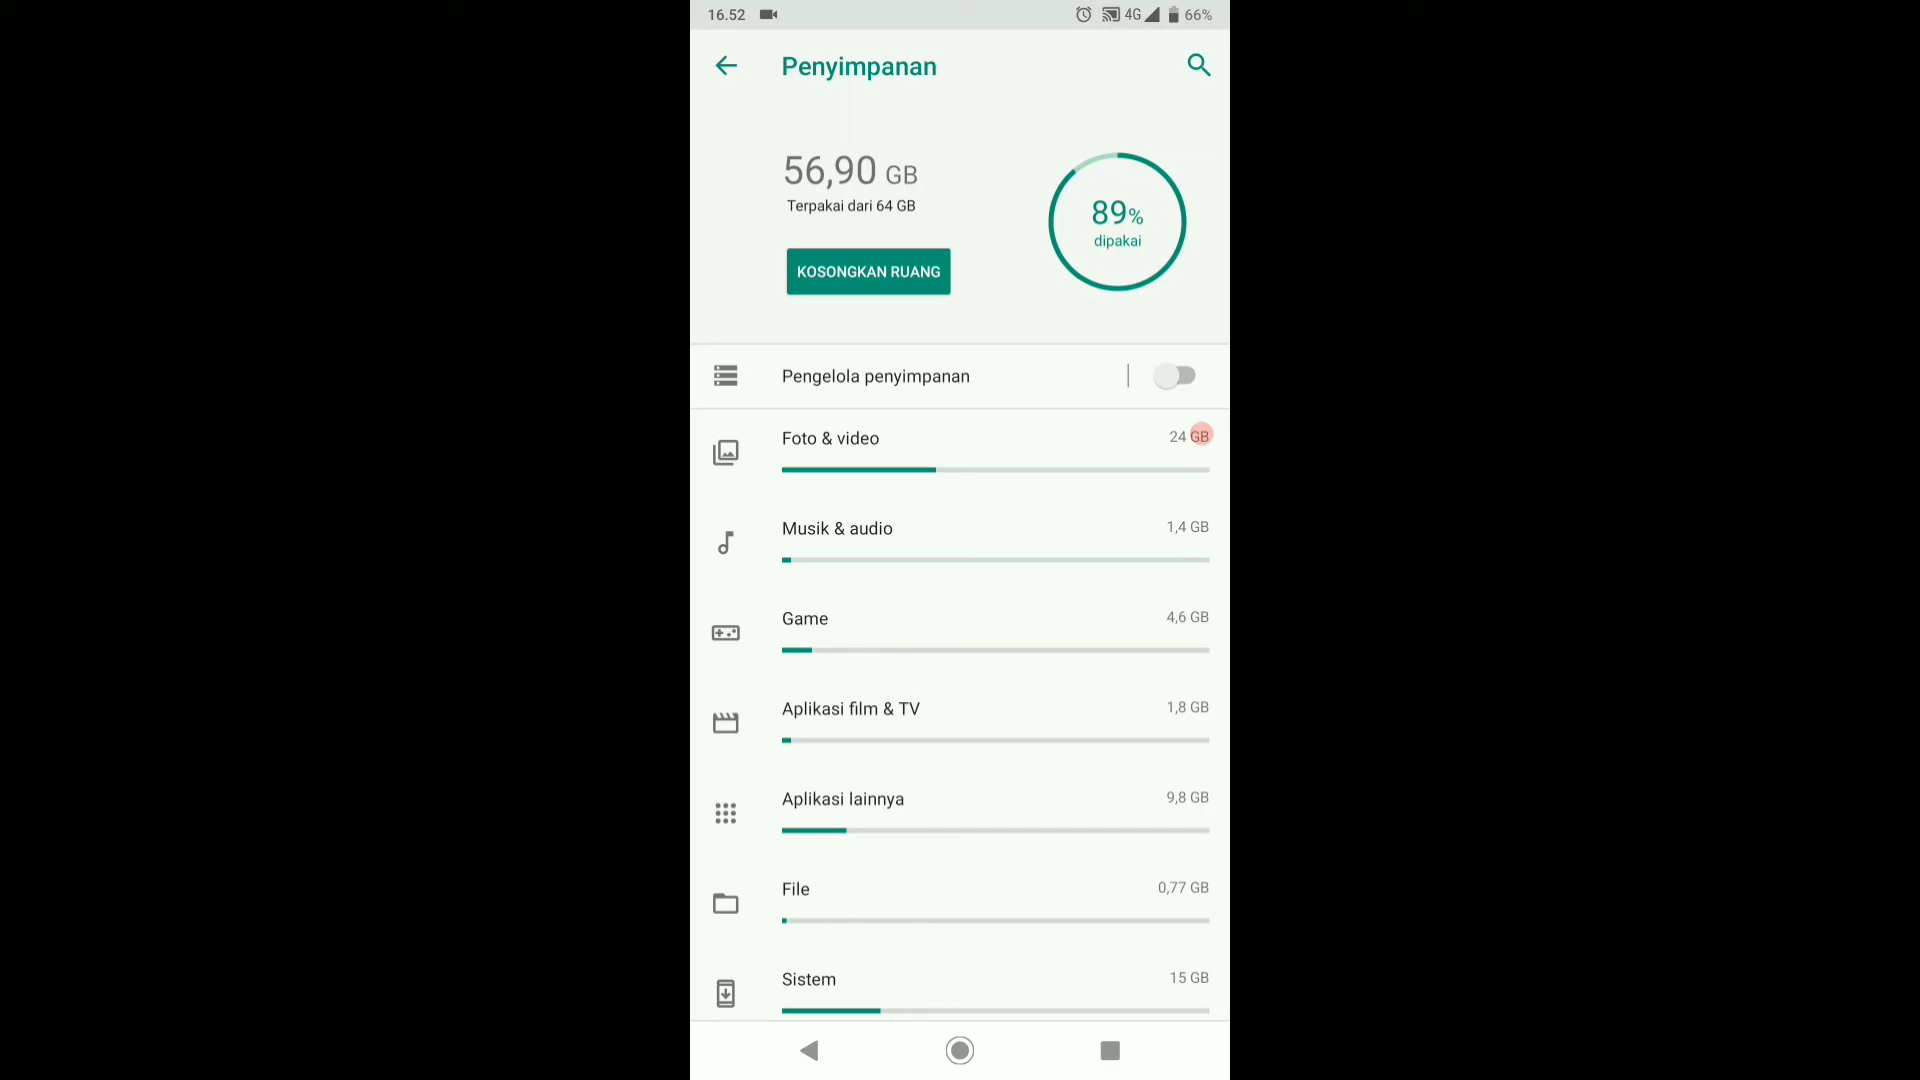 16.52 4G 66%
Penyimpanan
56,90 GB
Terpakai dari 64 GB
89%
dipakai
KOSONGKAN RUANG
Pengelola penyimpanan
Foto & video 24 GB
Musik & audio 1,4 GB
Game 4,6 GB
Aplikasi film & TV 1,8 GB
Aplikasi lainnya 9,8 GB
File 0,77 GB
Sistem 15 GB